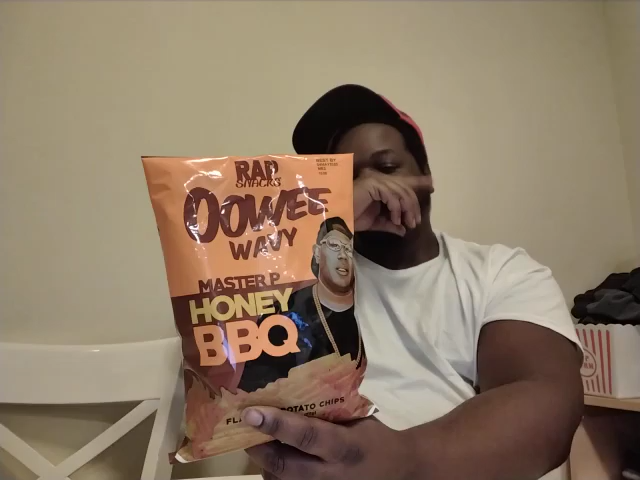 RAP
SNACKS
OOWEE
WAVY
MASTER P
HONEY
BBQ
POTATO CHIPS